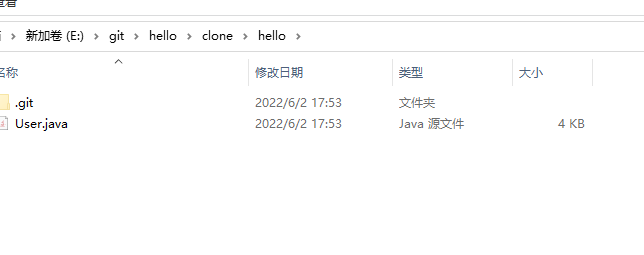 查看
新加卷 (E:) › git › hello › clone › hello ›
名称 修改日期 类型 大小
.git 2022/6/2 17:53 文件夹
User.java 2022/6/2 17:53 Java 源文件 4 KB